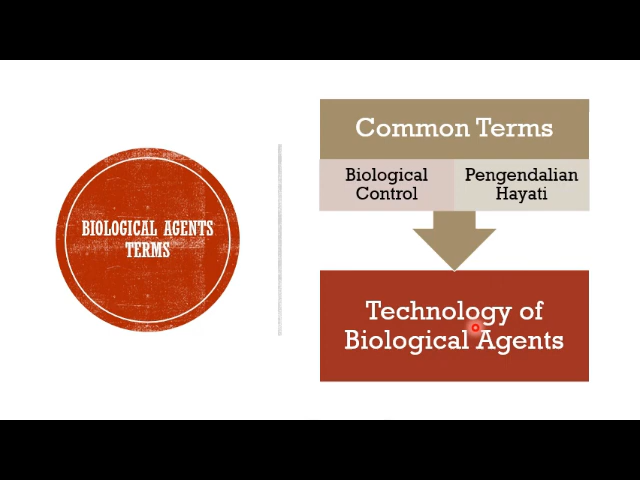 BIOLOGICAL AGENTS
TERMS
Common Terms
Biological
Control
Pengendalian
Hayati
Technology of
Biological Agents